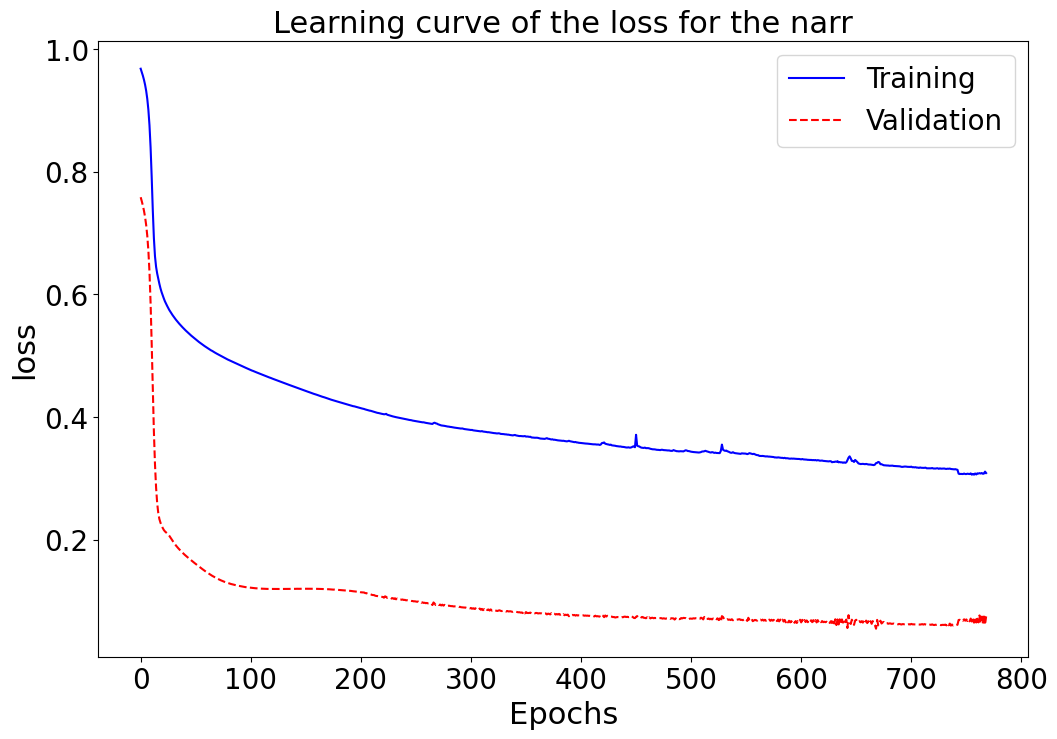 Learning curve of the loss for the narr
Training
Validation
1.0
0.8
0.6
0.4
0.2
loss
0 100 200 300 400 500 600 700 800
Epochs